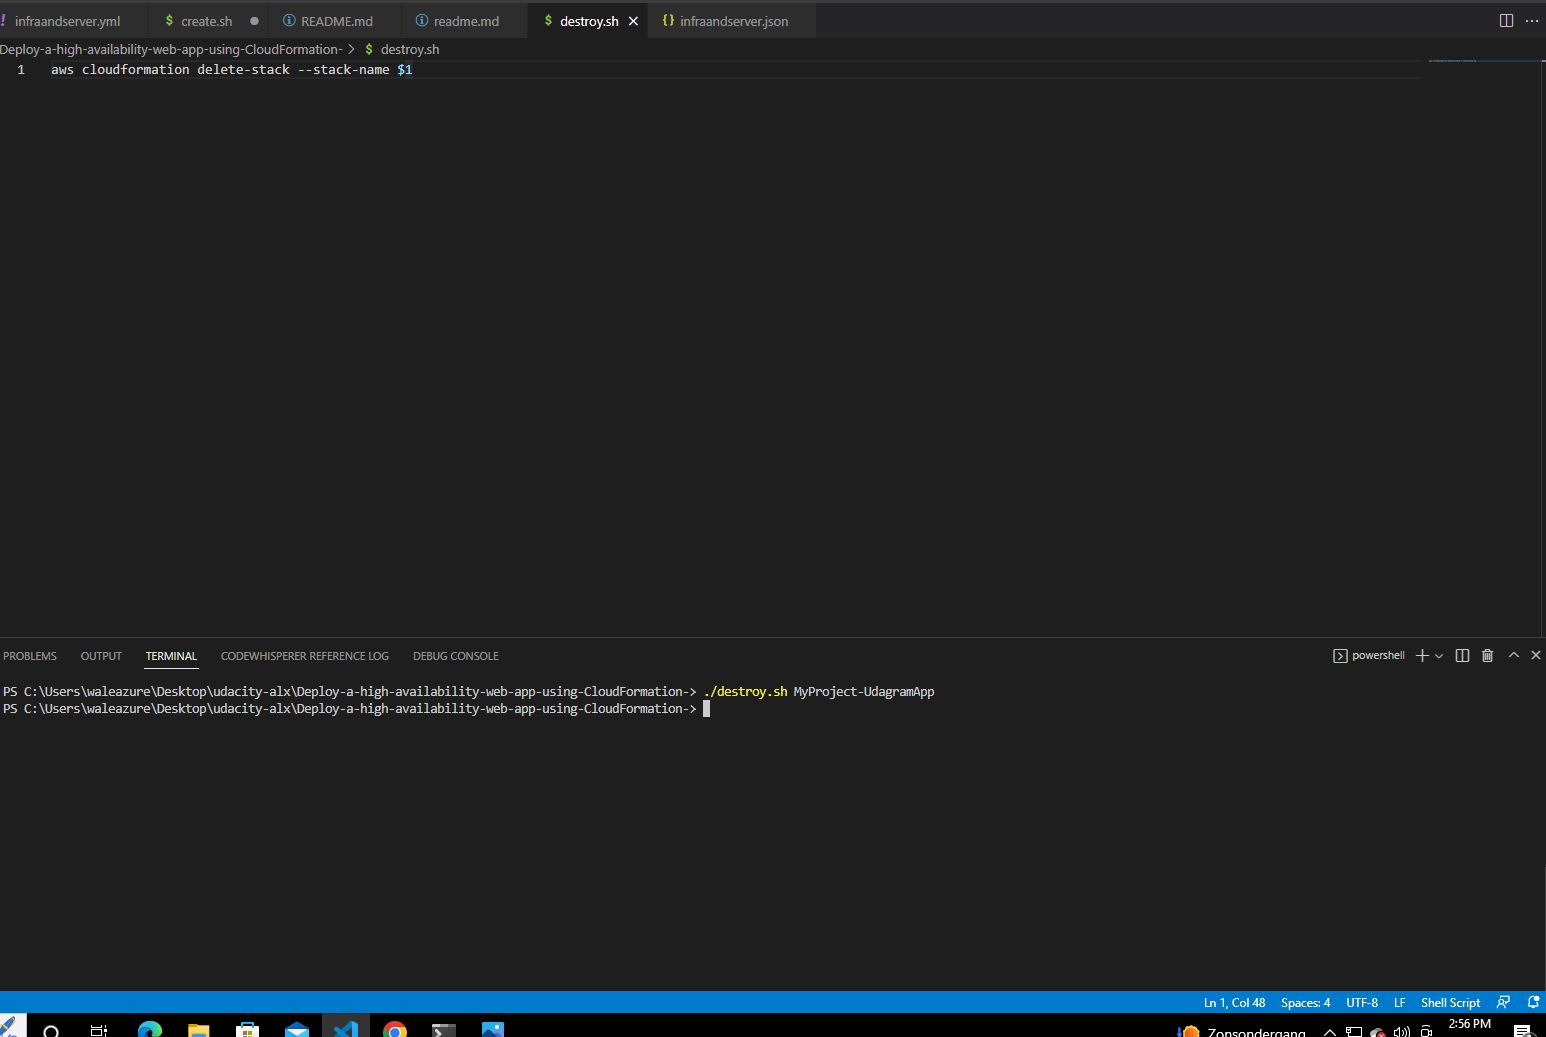 ! infraandserver.yml $ create.sh ● README.md readme.md $ destroy.sh × {} infraandserver.json ...
Deploy-a-high-availability-web-app-using-CloudFormation- > $ destroy.sh
1 aws cloudformation delete-stack --stack-name $1
PROBLEMS OUTPUT TERMINAL CODEWHISPERER REFERENCE LOG DEBUG CONSOLE powershell
PS C:\Users\waleazure\Desktop\udacity-alx\Deploy-a-high-availability-web-app-using-CloudFormation-> ./destroy.sh MyProject-UdagramApp
PS C:\Users\waleazure\Desktop\udacity-alx\Deploy-a-high-availability-web-app-using-CloudFormation->
Ln 1, Col 48 Spaces: 4 UTF-8 LF Shell Script
Zonsondergang 2:56 PM